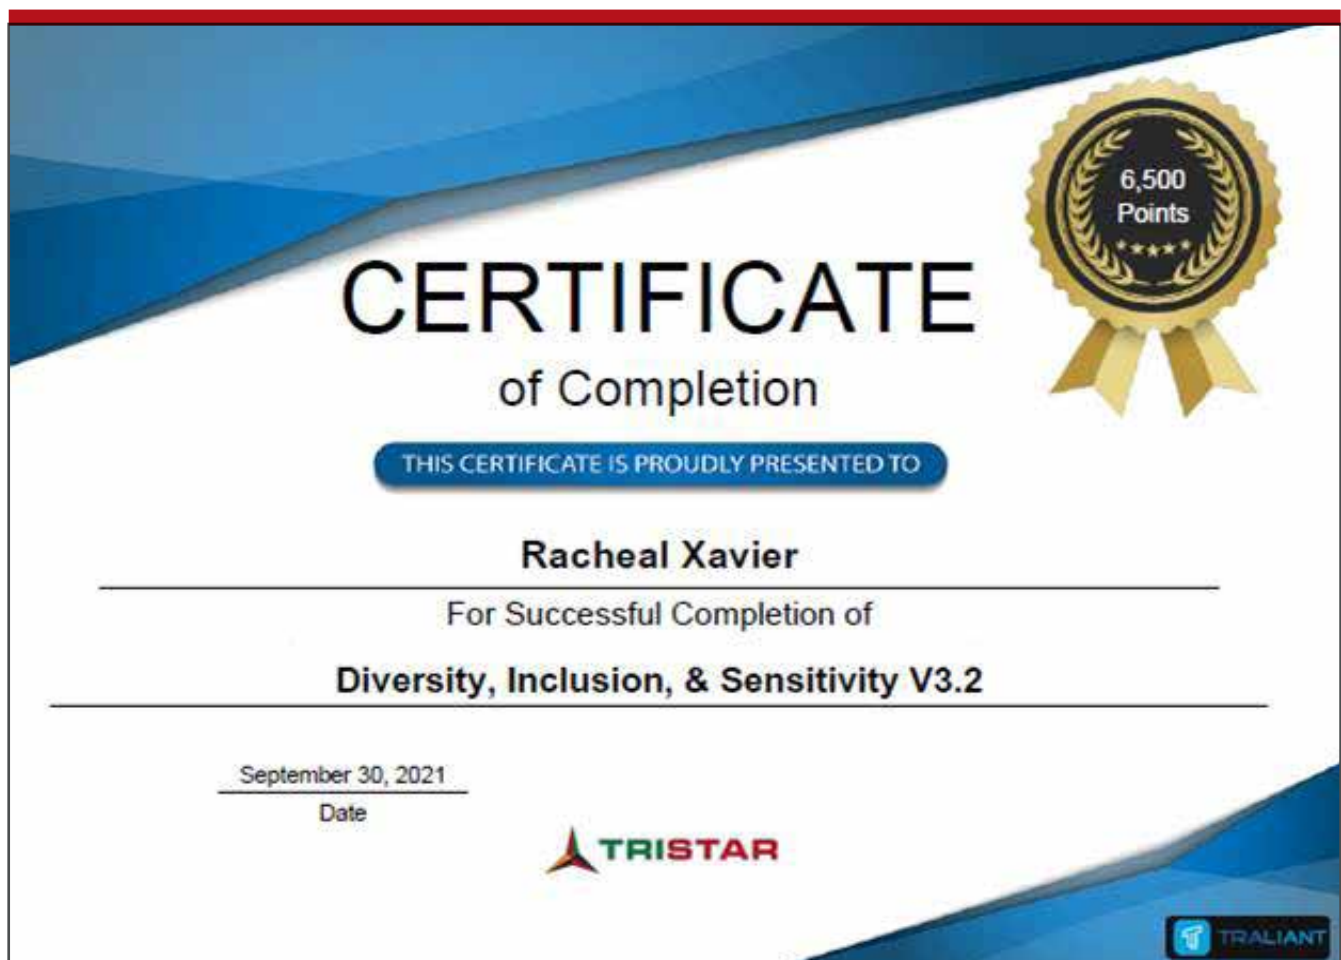 6,500
Points
CERTIFICATE
of Completion
THIS CERTIFICATE IS PROUDLY PRESENTED TO
Racheal Xavier
For Successful Completion of
Diversity, Inclusion, & Sensitivity V3.2
September 30, 2021
Date
TRISTAR
TRALIANT